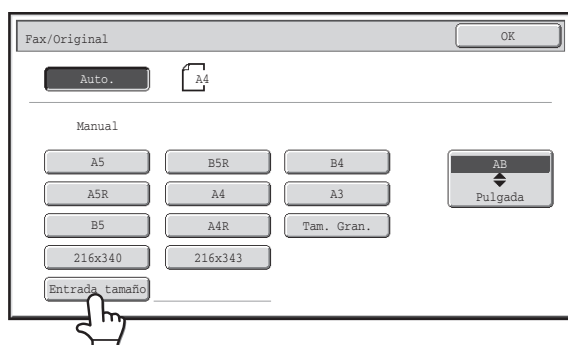 Fax/Original OK
Auto. A4
Manual
A5 B5R B4 AB
A5R A4 A3 Pulgada
B5 A4R Tam. Gran.
216x340 216x343
Entrada tamaño